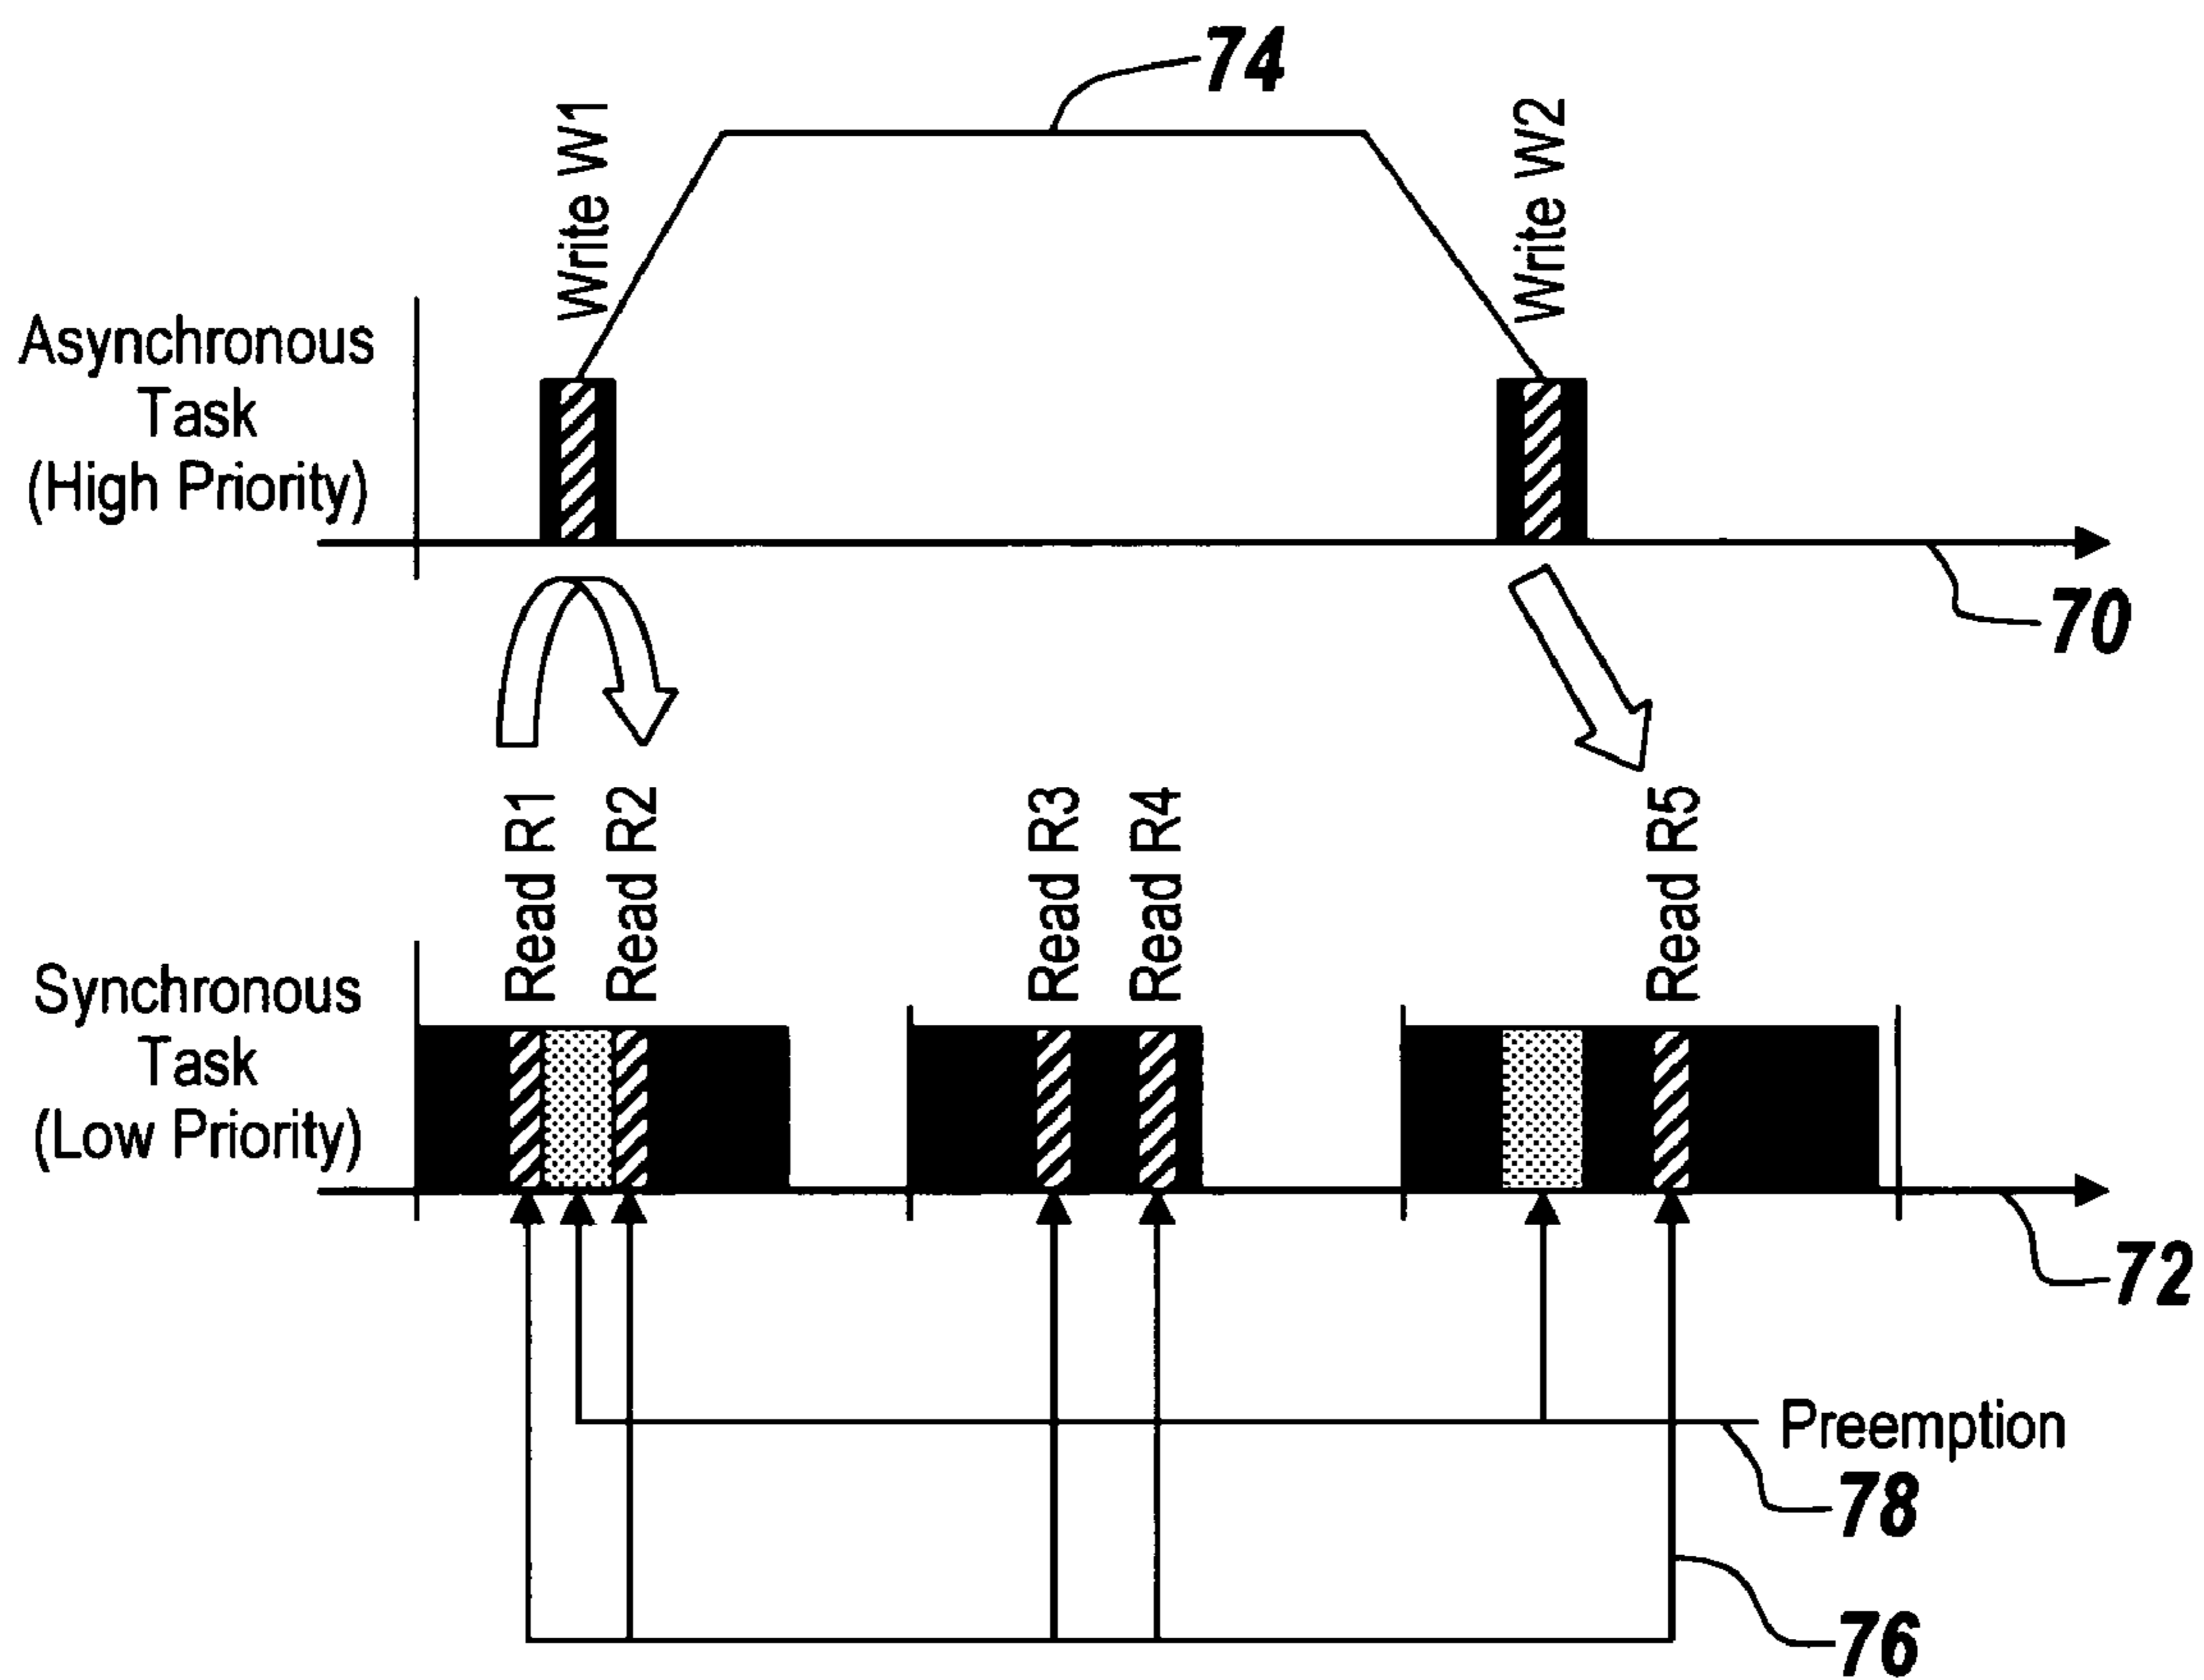 74
Write W1
Write W2
Asynchronous
Task
(High Priority)
70
Read R1
Read R2
Read R3
Read R4
Read R5
Synchronous
Task
(Low Priority)
72
Preemption
78
76